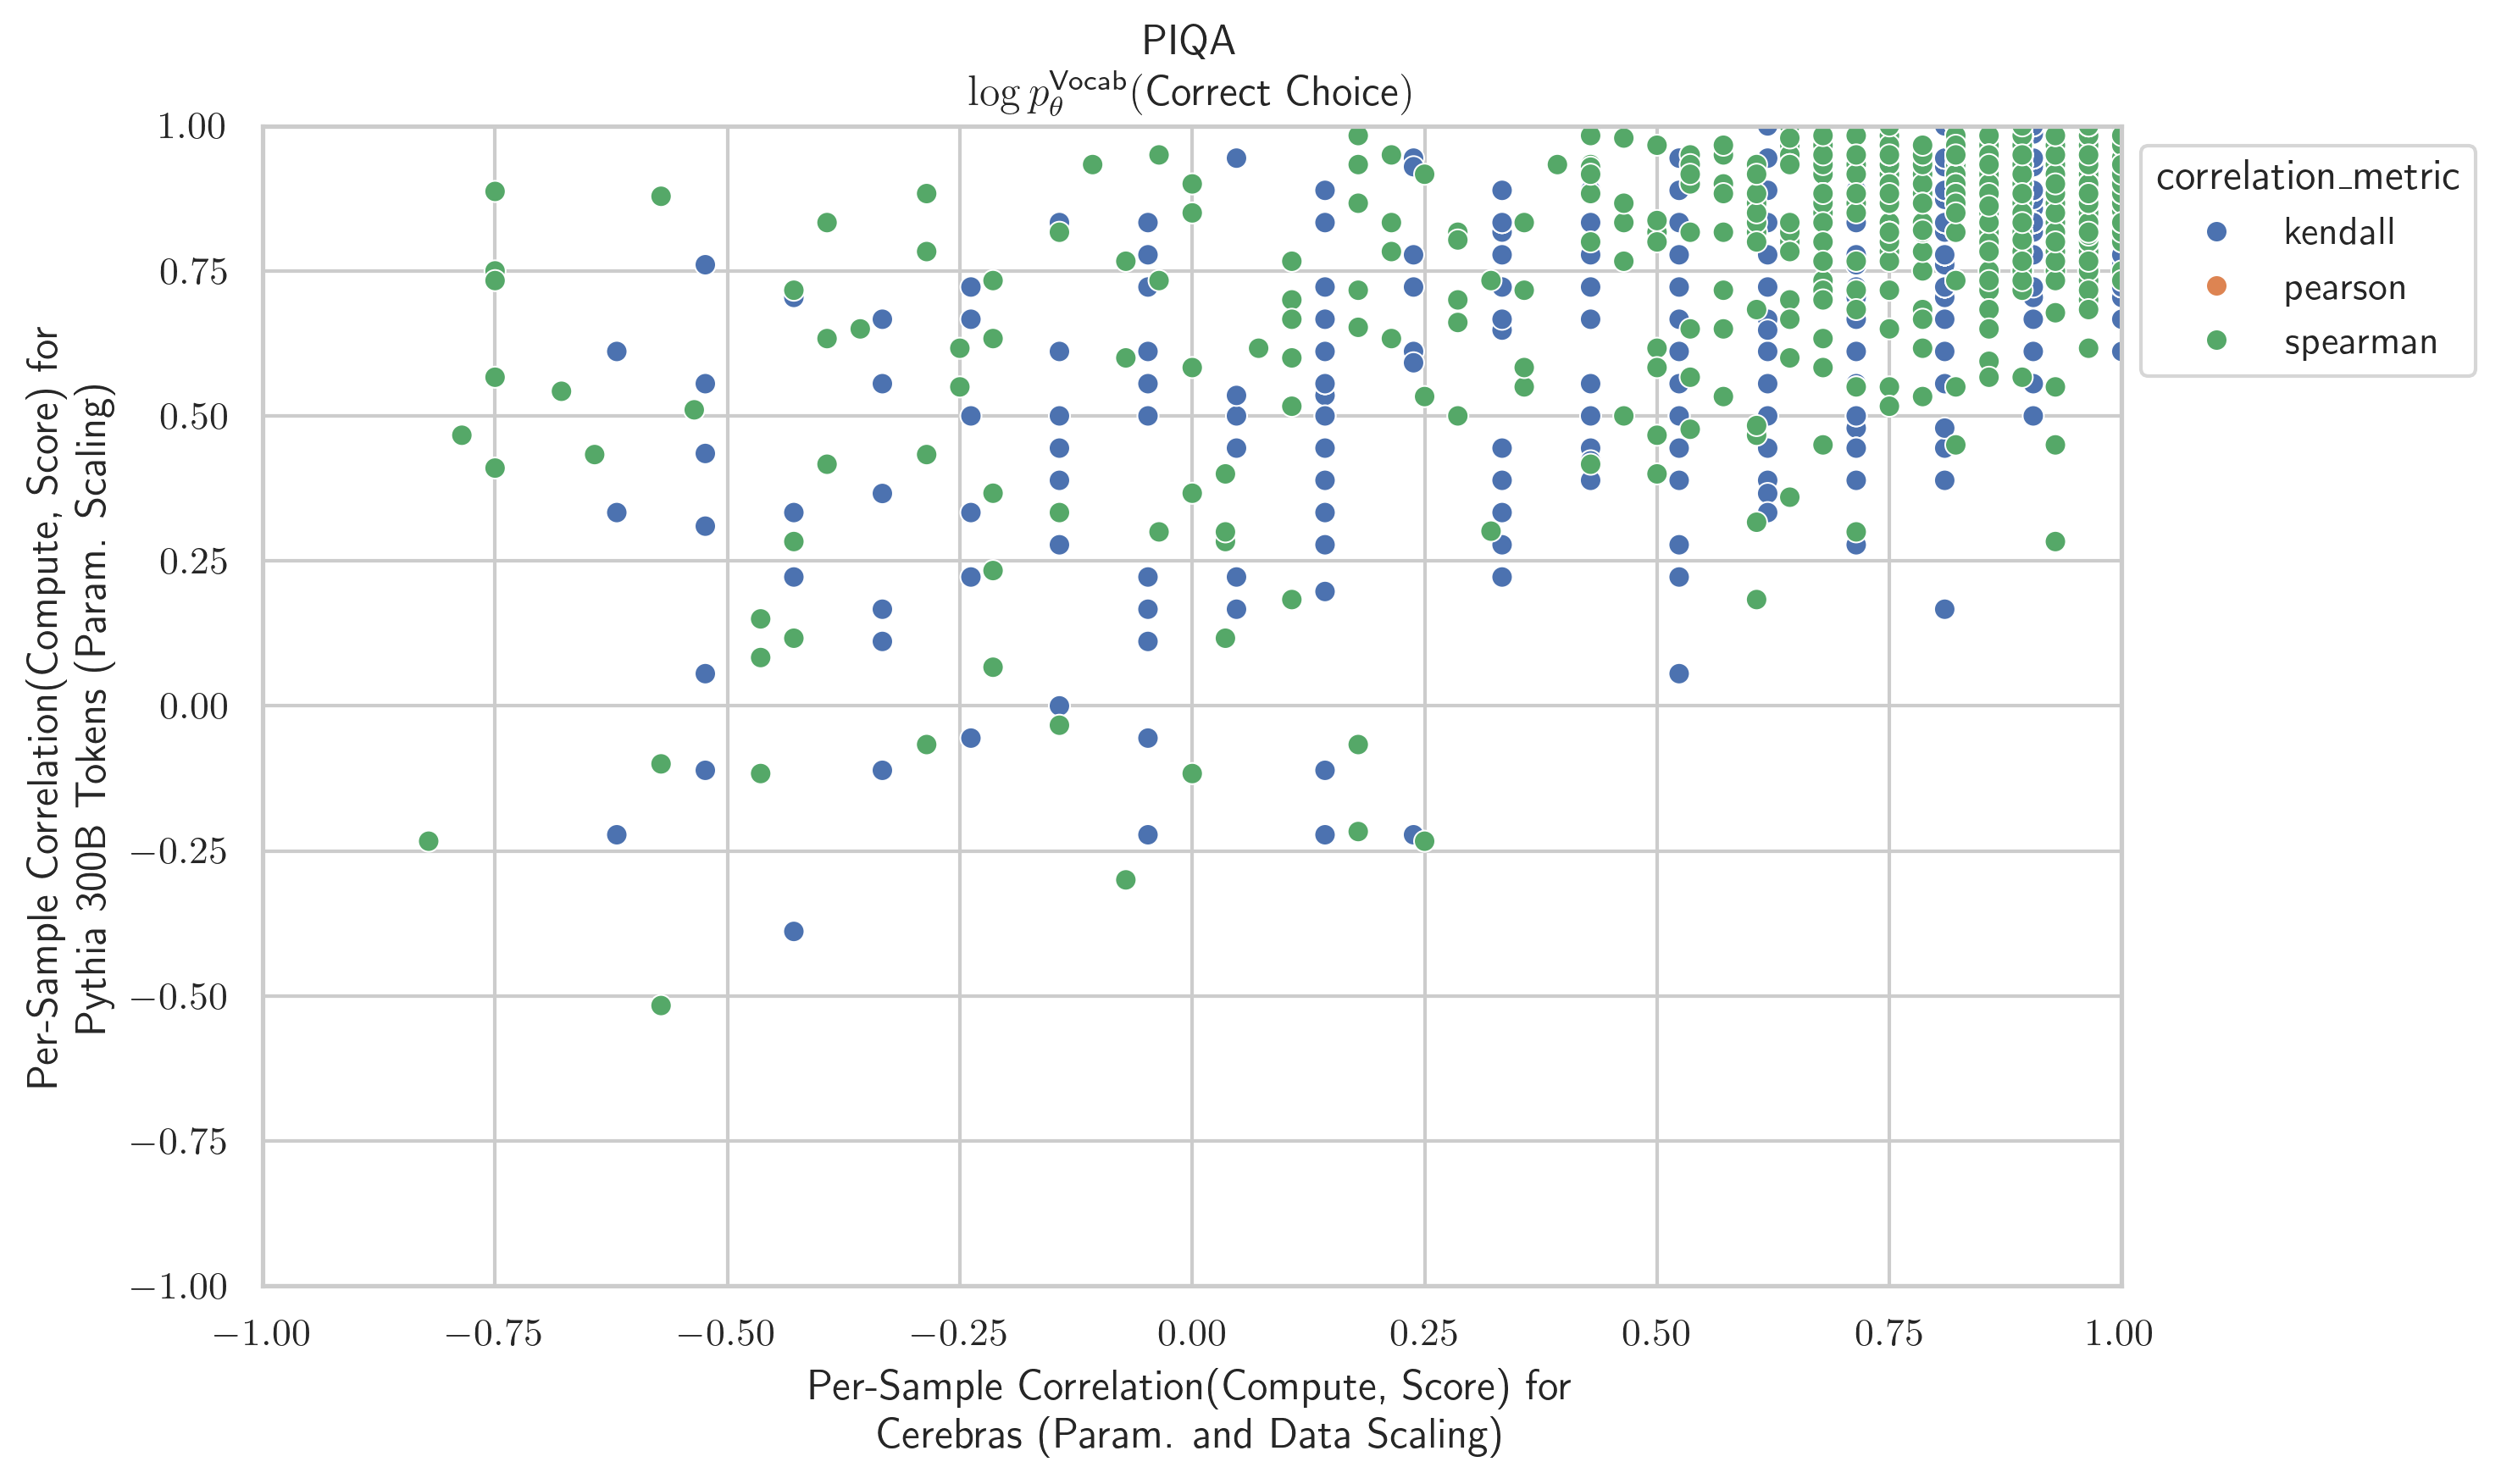 PIQA
log p_θ^Vocab(Correct Choice)
Per-Sample Correlation(Compute, Score) for
Pythia 300B Tokens (Param. Scaling)
1.00
0.75
0.50
0.25
0.00
−0.25
−0.50
−0.75
−1.00
−1.00 −0.75 −0.50 −0.25 0.00 0.25 0.50 0.75 1.00
Per-Sample Correlation(Compute, Score) for
Cerebras (Param. and Data Scaling)
correlation_metric
kendall
pearson
spearman